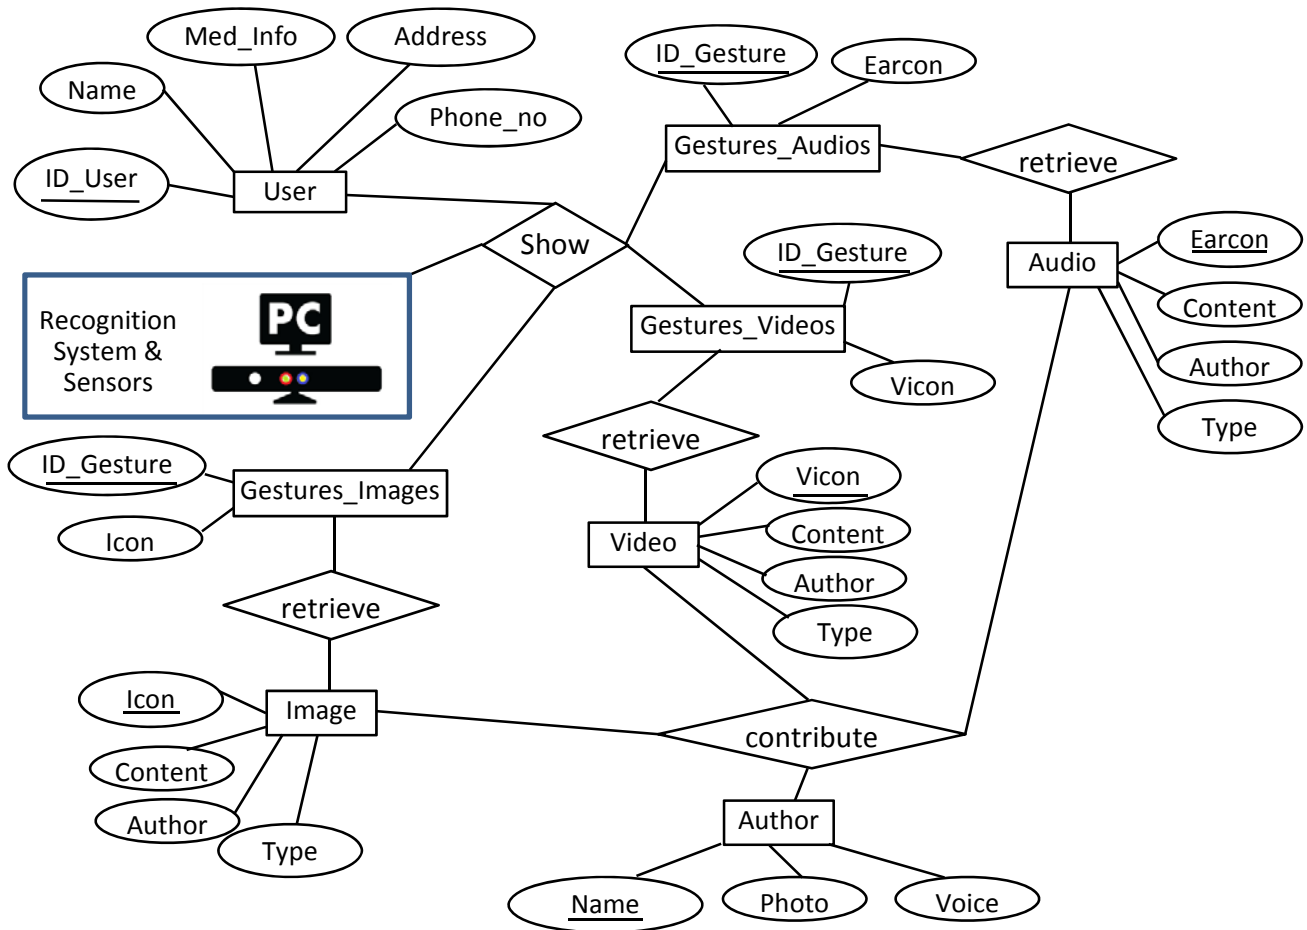 Med_Info
Address
Name
Phone_no
ID_User
User
ID_Gesture
Earcon
Gestures_Audios
retrieve
Show
ID_Gesture
Gestures_Videos
Vicon
Audio
Earcon
Content
Author
Type
Recognition
System &
Sensors
PC
ID_Gesture
Gestures_Images
Icon
retrieve
retrieve
Video
Vicon
Content
Author
Type
Icon
Image
Content
Author
Type
contribute
Author
Name
Photo
Voice